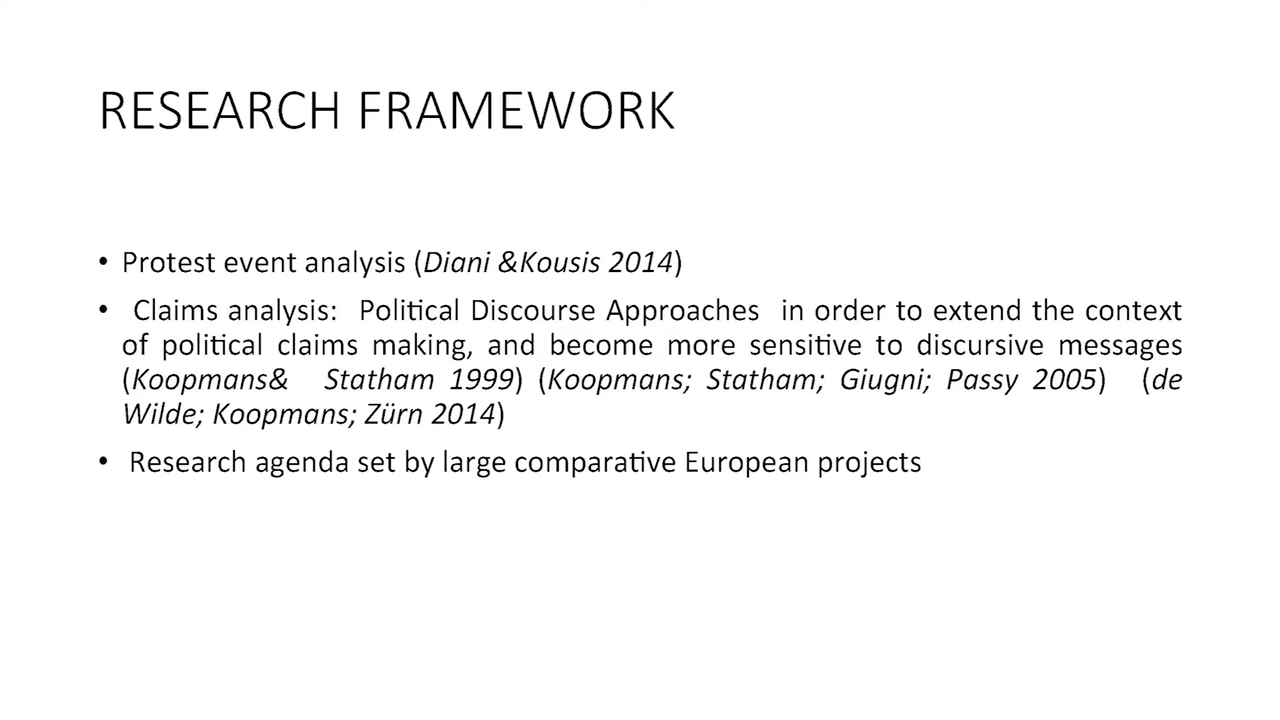 RESEARCH FRAMEWORK
• Protest event analysis (Diani &Kousis 2014)
• Claims analysis: Political Discourse Approaches in order to extend the context
of political claims making, and become more sensitive to discursive messages
(Koopmans& Statham 1999) (Koopmans; Statham; Giugni; Passy 2005) (de
Wilde; Koopmans; Zürn 2014)
• Research agenda set by large comparative European projects